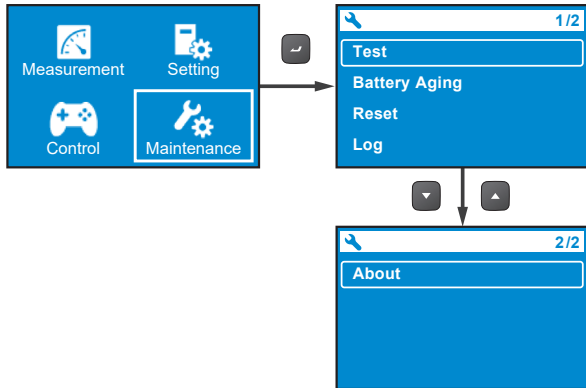 Measurement
Setting
Control
Maintenance
1/2
Test
Battery Aging
Reset
Log
2/2
About